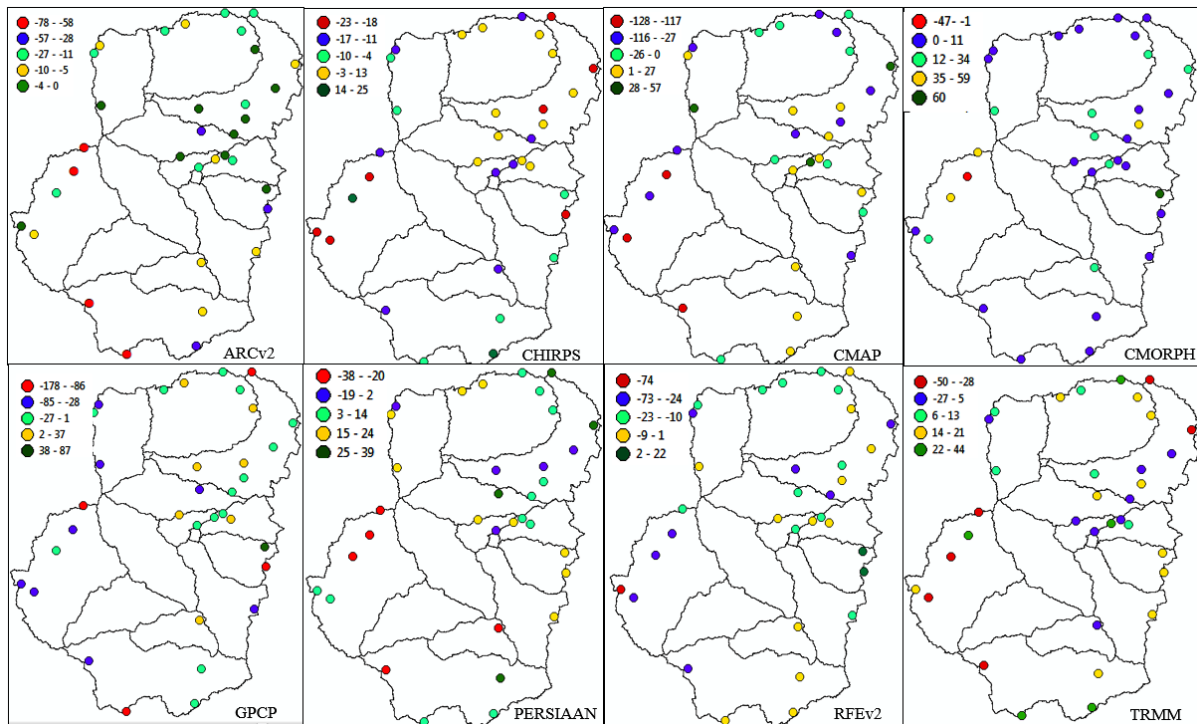 -78 - -58
-57 - -28
-27 - -11
-10 - -5
-4 - 0
ARCv2
-23 - -18
-17 - -11
-10 - -4
-3 - 13
14 - 25
CHIRPS
-128 - -117
-116 - -27
-26 - 0
1 - 27
28 - 57
CMAP
-47 - -1
0 - 11
12 - 34
35 - 59
60
CMORPH
-178 - -86
-85 - -28
-27 - 1
2 - 37
38 - 87
GPCP
-38 - -20
-19 - 2
3 - 14
15 - 24
25 - 39
PERSIAAN
-74
-73 - -24
-23 - -10
-9 - 1
2 - 22
RFEv2
-50 - -28
-27 - 5
6 - 13
14 - 21
22 - 44
TRMM